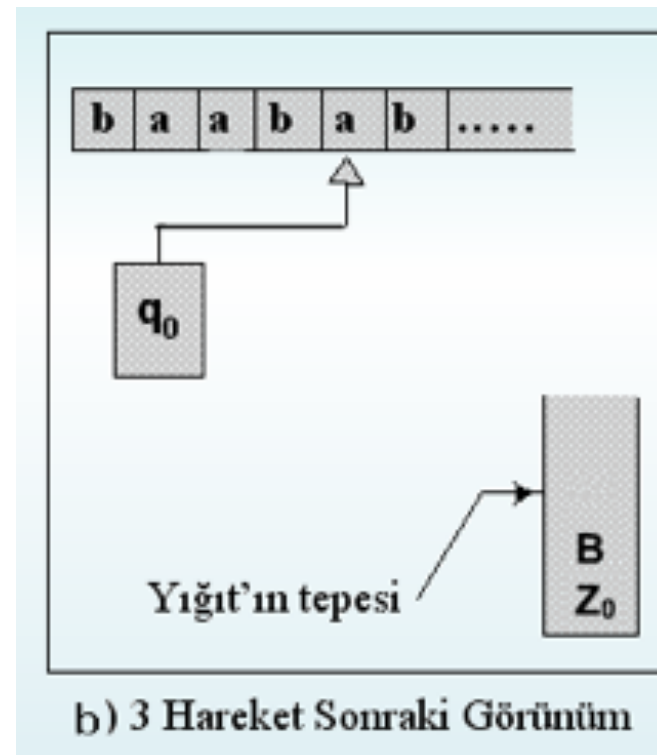 b a a b a b .....
q₀
B
Yığıt'ın tepesi
Z₀
b) 3 Hareket Sonraki Görünüm